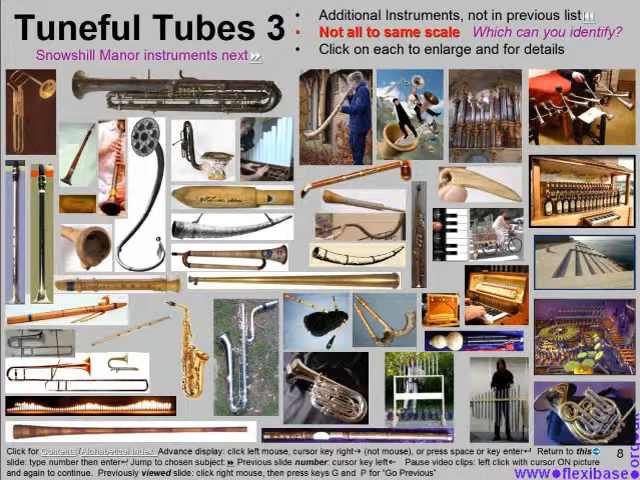 Tuneful Tubes 3
Snowshill Manor instruments next
• Additional Instruments, not in previous list
• Not all to same scale Which can you identify?
• Click on each to enlarge and for details
Click for Contents /Alphabetical Index Advance display: click left mouse, cursor key right→ (not mouse), or press space or key enter↵ Return to this
slide: type number then enter↵ Jump to chosen subject: Previous slide number: cursor key left← Pause video clips: left click with cursor ON picture
and again to continue. Previously viewed slide: click right mouse, then press keys G and P for "Go Previous"
8
www.flexibase